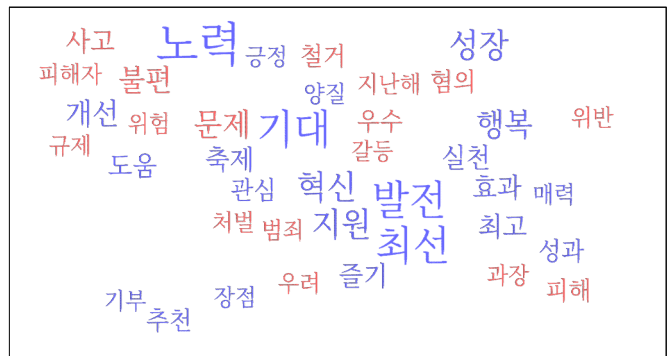 사고 노력 긍정 철거 성장
피해자 불편 양질 지난해 혐의
개선 위험 문제 기대 우수 행복 위반
규제 도움 축제 갈등 실천
관심 혁신 발전 효과 매력
처벌 범죄 지원 최선 최고 성과
우려 즐기 과장 피해
기부 추천 장점